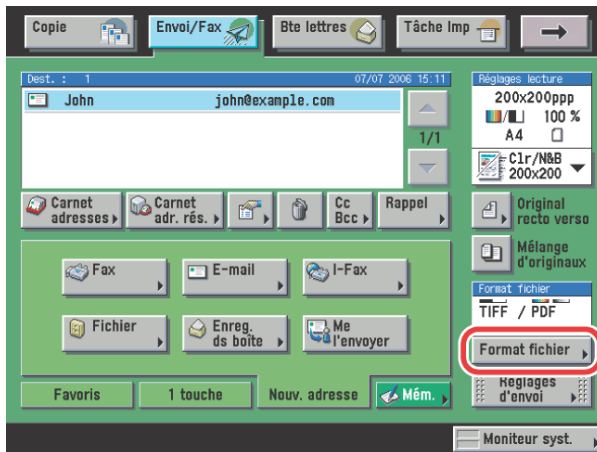 Copie
Envoi/Fax
Bte lettres
Tâche Imp
Dest. : 1
07/07 2006 15:11
John
john@example.com
1/1
Carnet
adresses
Carnet
adr. rés.
Cc
Bcc
Rappel
Fax
E-mail
I-Fax
Fichier
Enreg.
ds boîte
Me
l'envoyer
Favoris
1 touche
Nouv. adresse
Mém.
Réglages lecture
200x200ppp
/
100 %
A4
Clr/N&B
200x200
Original
recto verso
Mélange
d'originaux
Format fichier
TIFF / PDF
Format fichier
Réglages
d'envoi
Moniteur syst.